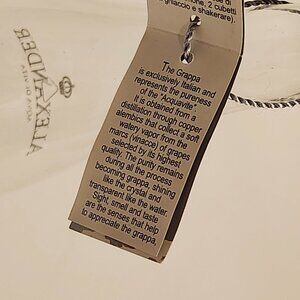 ghiaccio e shakerare).
The Grappa
is exclusively Italian and
represents the pureness
of the "Acquavite".
It is obtained from a
distillation through copper
alembics that collect a soft
watery vapor from the
marcs (vinacce) of grapes
selected by its highest
quality. The purity remains
during all the process
becoming grappa, shining
like the crystal and
transparent like the water.
Sight, smell and taste
are the senses that help
to appreciate the grappa.
ALEXANDER